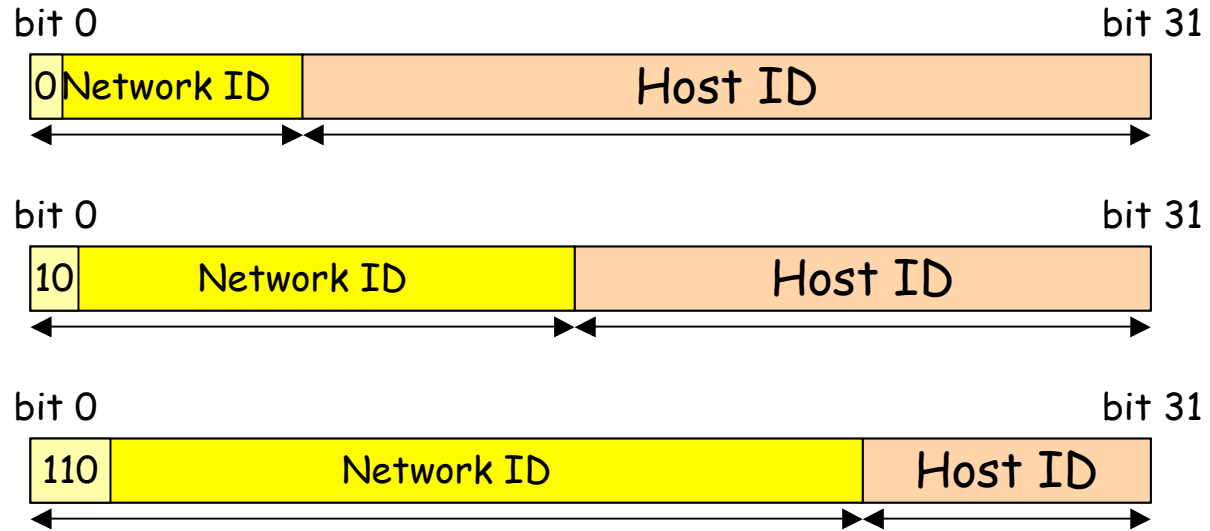 bit 0 bit 31
0 Network ID Host ID
bit 0 bit 31
10 Network ID Host ID
bit 0 bit 31
110 Network ID Host ID